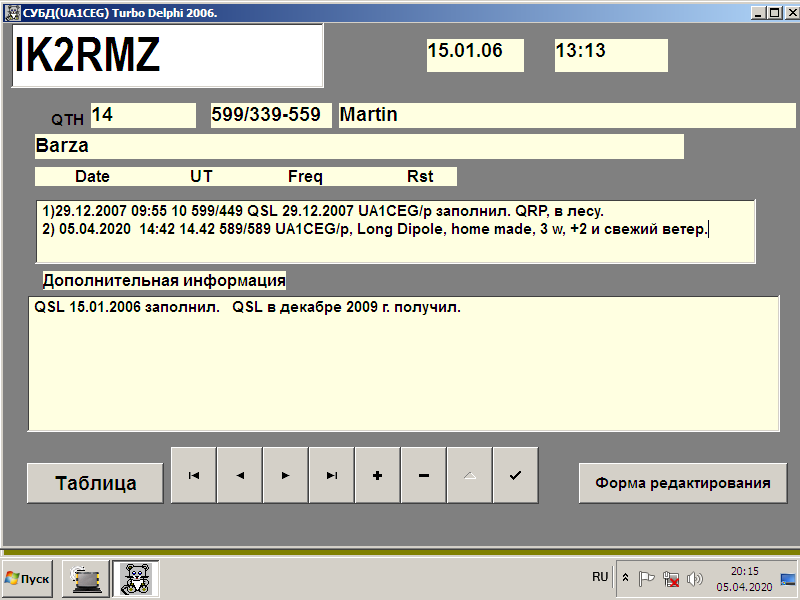 СУБД(UA1CEG) Turbo Delphi 2006.
IK2RMZ
15.01.06 13:13
QTH 14 599/339-559 Martin
Barza
Date UT Freq Rst
1)29.12.2007 09:55 10 599/449 QSL 29.12.2007 UA1CEG/p заполнил. QRP, в лесу.
2) 05.04.2020 14:42 14.42 589/589 UA1CEG/p, Long Dipole, home made, 3 w, +2 и свежий ветер.
Дополнительная информация
QSL 15.01.2006 заполнил. QSL в декабре 2009 г. получил.
Таблица
Форма редактирования
Пуск
RU
20:15
05.04.2020